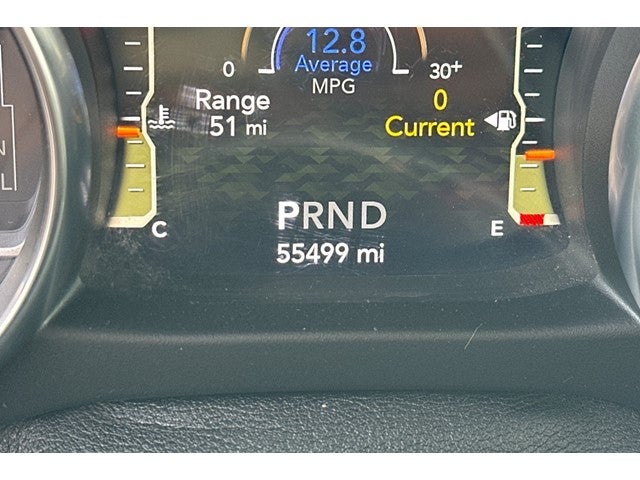 12.8
Average
0 30+
MPG
Range
51 mi
0
Current
PRND
C E
55499 mi
N
L